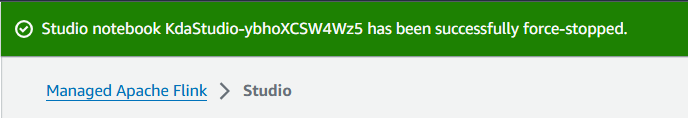 Studio notebook KdaStudio-ybhoXCSW4Wz5 has been successfully force-stopped.
Managed Apache Flink > Studio